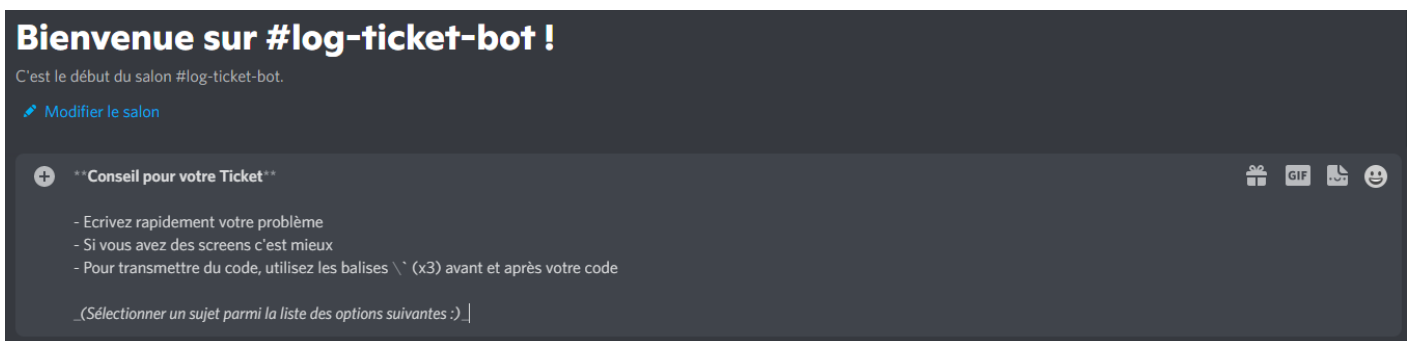 Bienvenue sur #log-ticket-bot !
C'est le début du salon #log-ticket-bot.
Modifier le salon
**Conseil pour votre Ticket**
GIF
- Ecrivez rapidement votre problème
- Si vous avez des screens c'est mieux
- Pour transmettre du code, utilisez les balises \` (x3) avant et après votre code
_(Sélectionner un sujet parmi la liste des options suivantes :)_